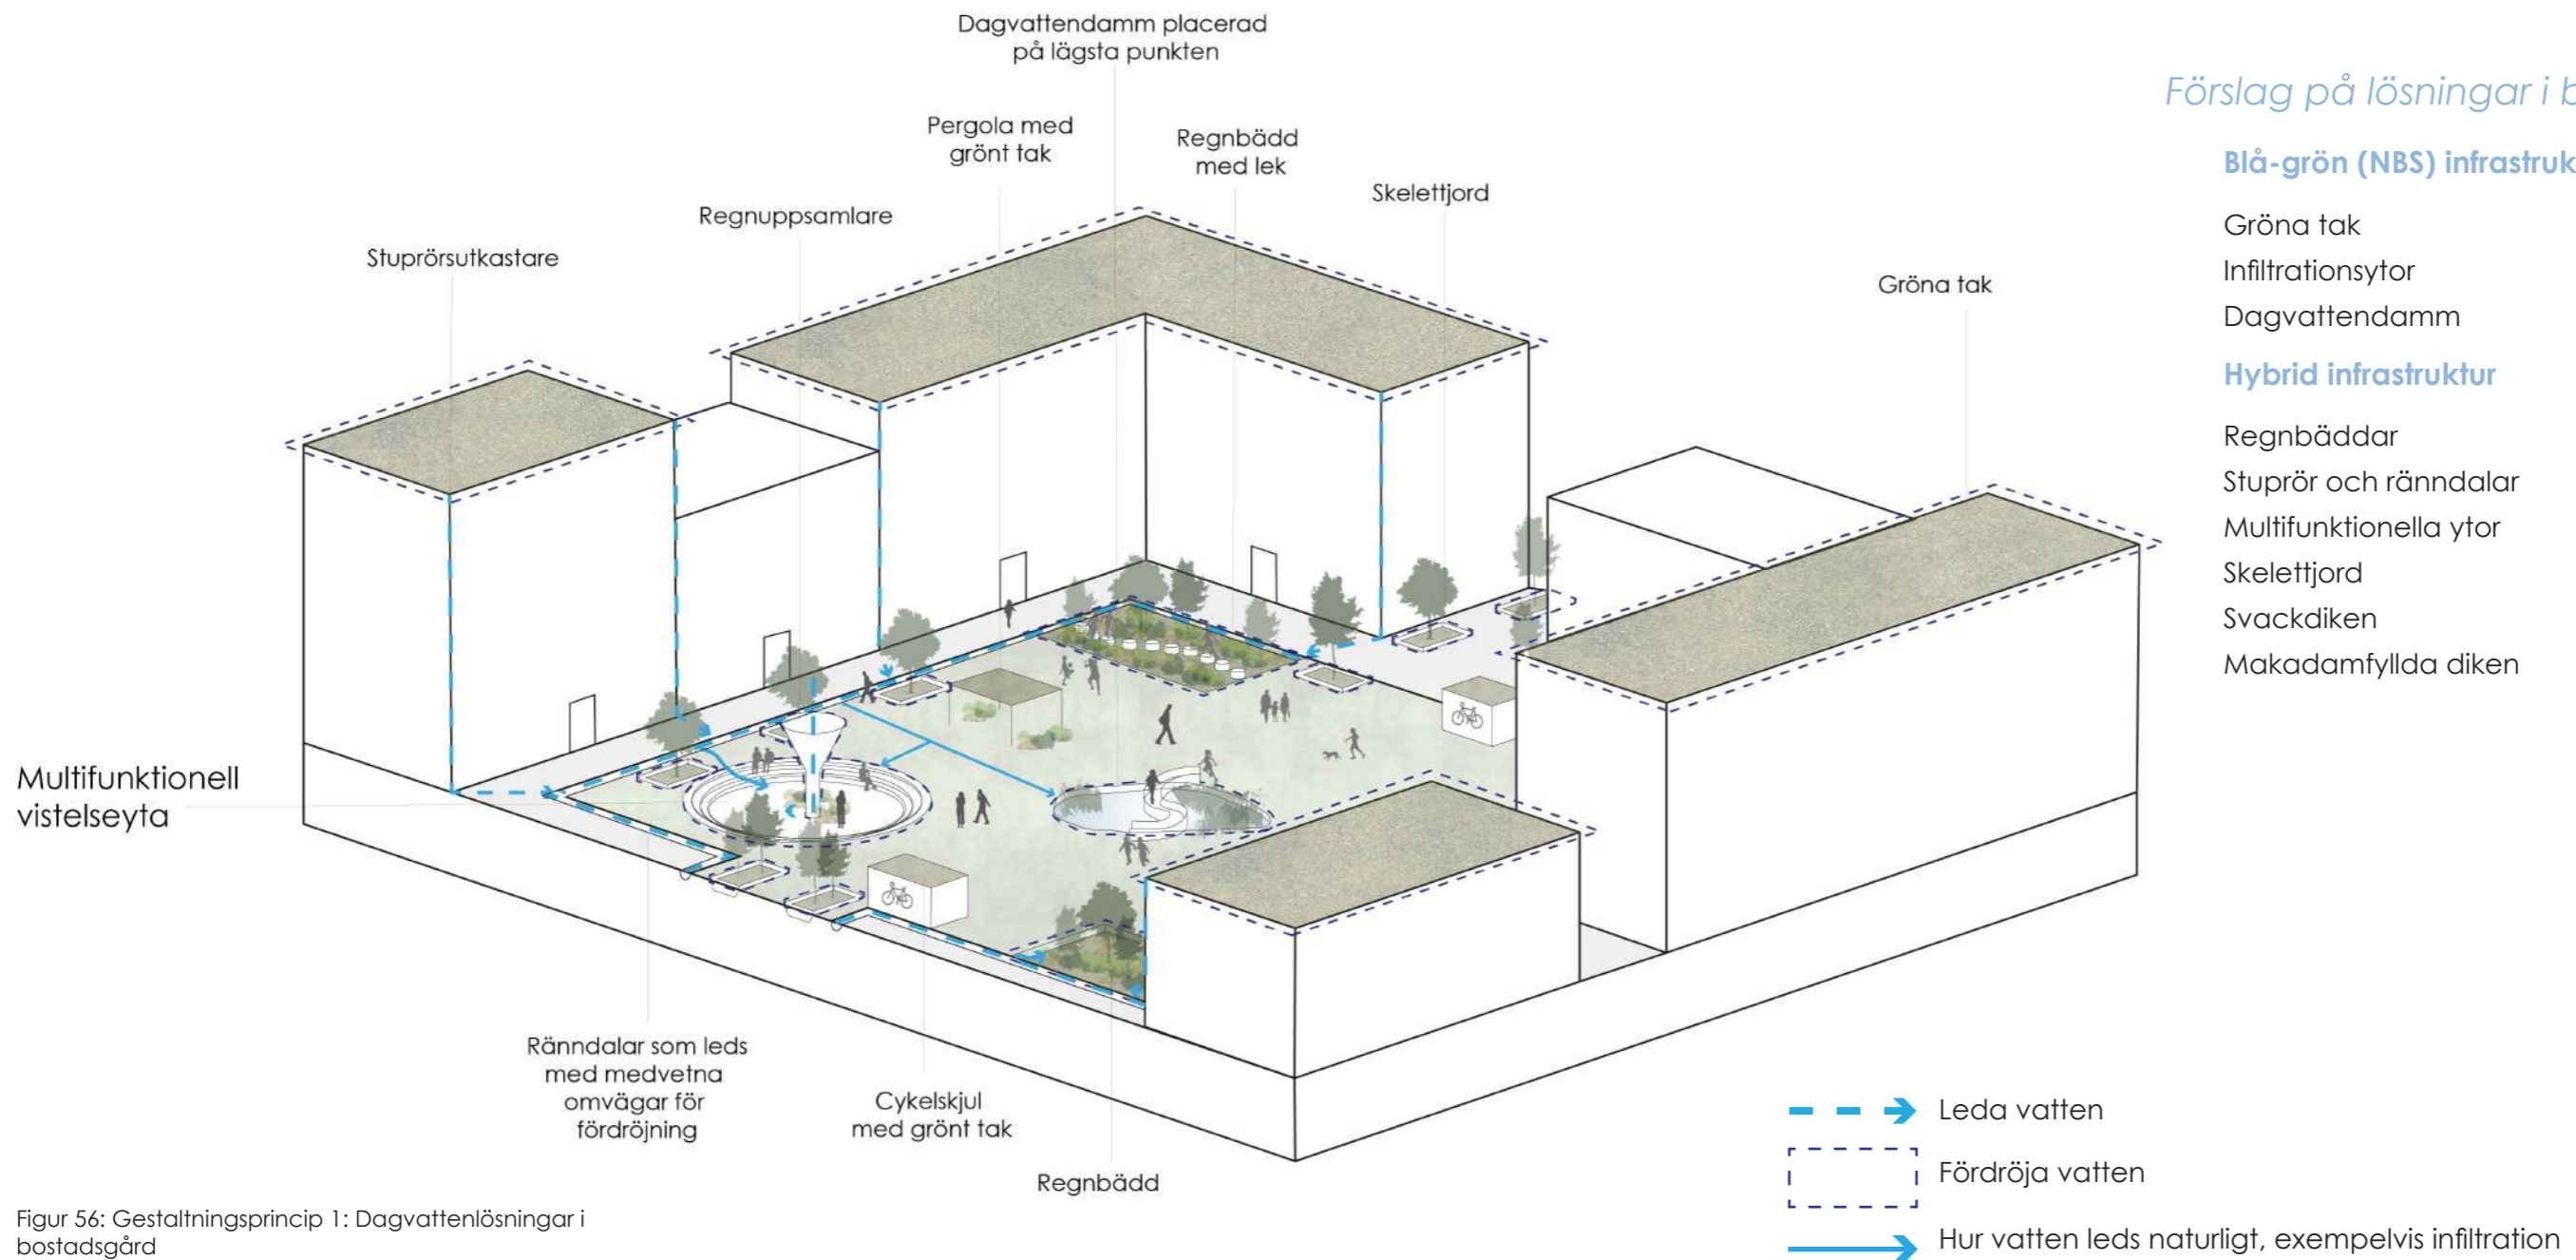 Dagvattendamm placerad
på lägsta punkten
Pergola med
grönt tak
Regnbädd
med lek
Skelettjord
Regnuppsamlare
Stuprörsutkastare
Gröna tak
Multifunktionell
vistelseyta
Ränndalar som leds
med medvetna
omvägar för
fördröjning
Cykelskjul
med grönt tak
Regnbädd
Förslag på lösningar i b
Blå-grön (NBS) infrastruk
Gröna tak
Infiltrationsytor
Dagvattendamm
Hybrid infrastruktur
Regnbäddar
Stuprör och ränndalar
Multifunktionella ytor
Skelettjord
Svackdiken
Makadamfyllda diken
Leda vatten
Fördröja vatten
Hur vatten leds naturligt, exempelvis infiltration
Figur 56: Gestaltningsprincip 1: Dagvattenlösningar i
bostadsgård